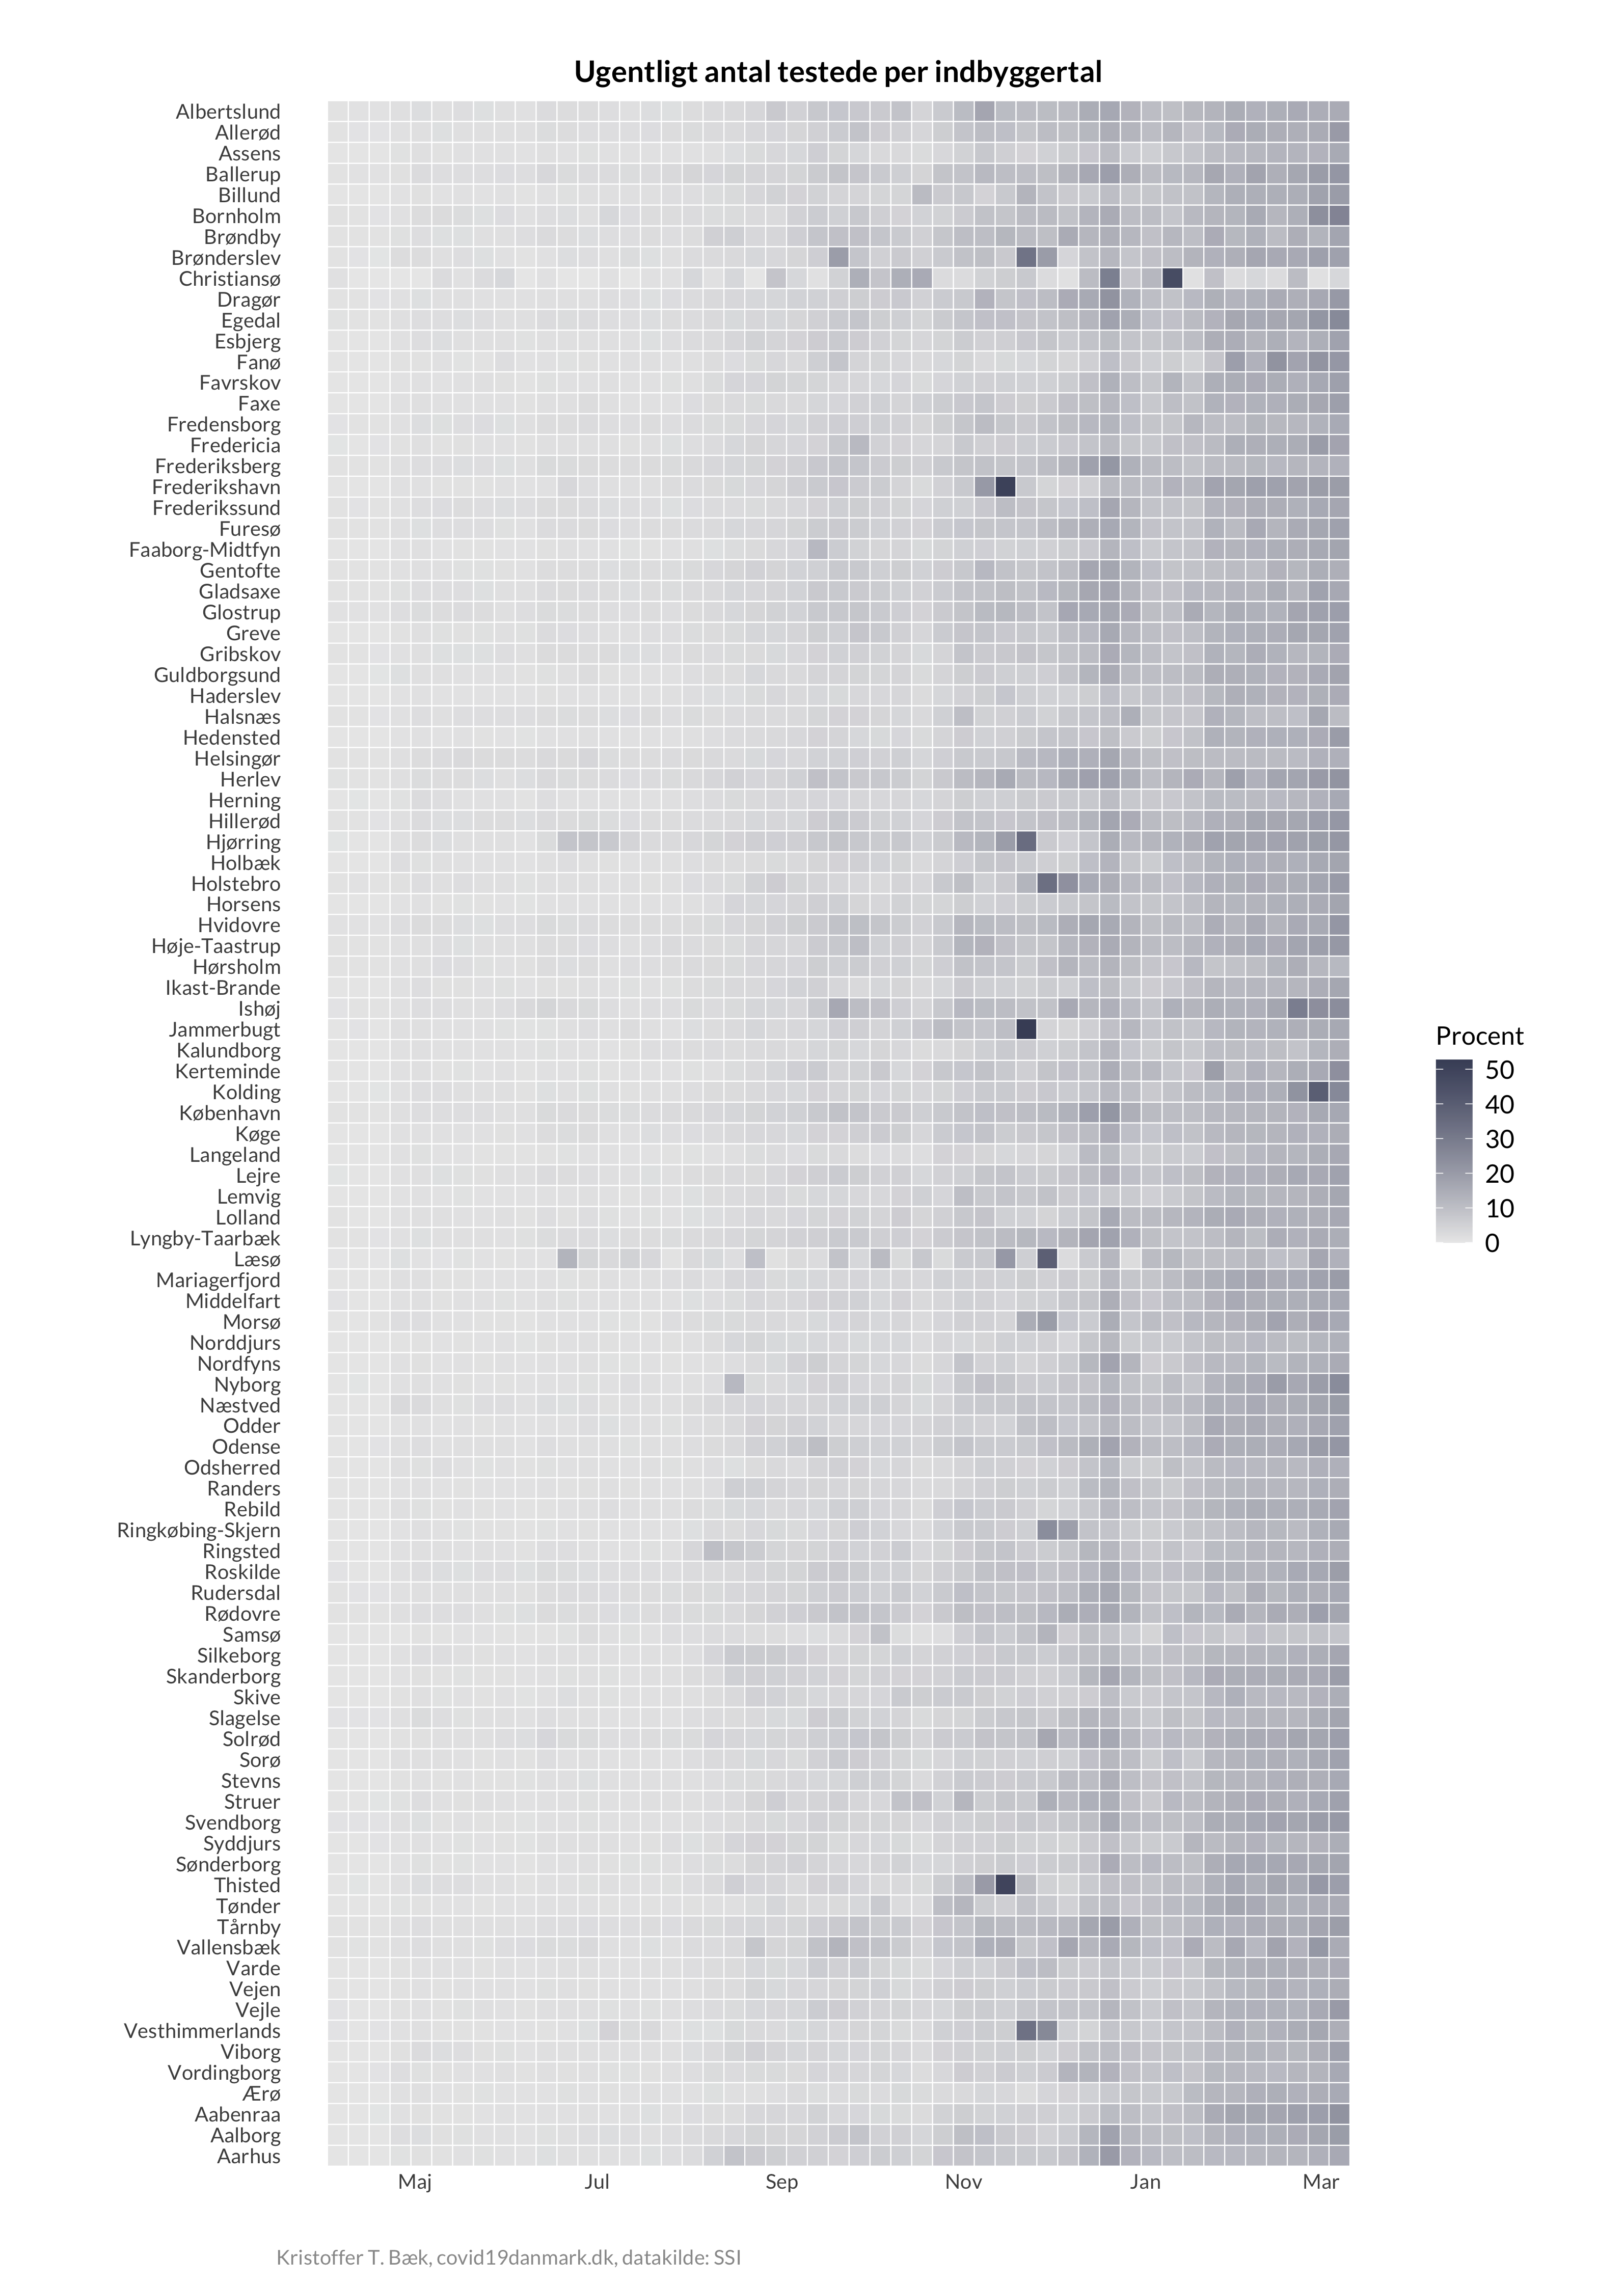 Ugentligt antal testede per indbyggertal
Albertslund
Allerød
Assens
Ballerup
Billund
Bornholm
Brøndby
Brønderslev
Christiansø
Dragør
Egedal
Esbjerg
Fanø
Favrskov
Faxe
Fredensborg
Fredericia
Frederiksberg
Frederikshavn
Frederikssund
Furesø
Faaborg-Midtfyn
Gentofte
Gladsaxe
Glostrup
Greve
Gribskov
Guldborgsund
Haderslev
Halsnæs
Hedensted
Helsingør
Herlev
Herning
Hillerød
Hjørring
Holbæk
Holstebro
Horsens
Hvidovre
Høje-Taastrup
Hørsholm
Ikast-Brande
Ishøj
Jammerbugt
Kalundborg
Kerteminde
Kolding
København
Køge
Langeland
Lejre
Lemvig
Lolland
Lyngby-Taarbæk
Læsø
Mariagerfjord
Middelfart
Morsø
Norddjurs
Nordfyns
Nyborg
Næstved
Odder
Odense
Odsherred
Randers
Rebild
Ringkøbing-Skjern
Ringsted
Roskilde
Rudersdal
Rødovre
Samsø
Silkeborg
Skanderborg
Skive
Slagelse
Solrød
Sorø
Stevns
Struer
Svendborg
Syddjurs
Sønderborg
Thisted
Tønder
Tårnby
Vallensbæk
Varde
Vejen
Vejle
Vesthimmerlands
Viborg
Vordingborg
Ærø
Aabenraa
Aalborg
Aarhus
Maj Jul Sep Nov Jan Mar
Procent
50
40
30
20
10
0
Kristoffer T. Bæk, covid19danmark.dk, datakilde: SSI